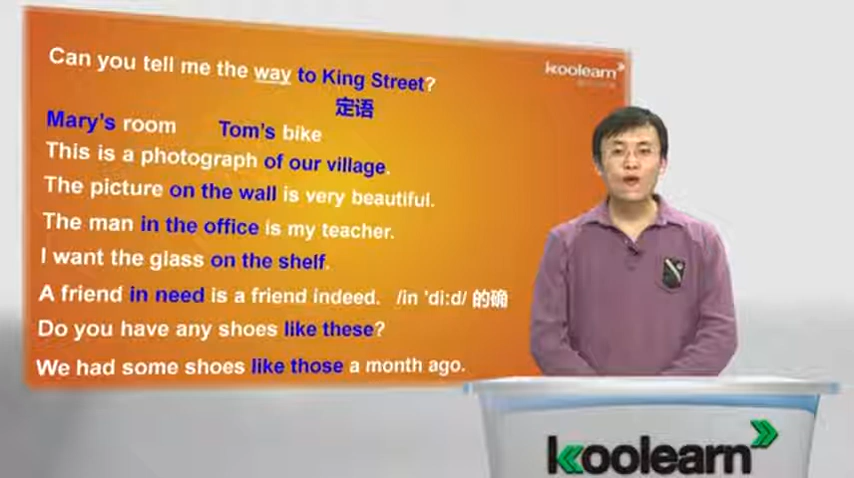 Can you tell me the way to King Street?
koolearn
定语
Mary's room Tom's bike
This is a photograph of our village.
The picture on the wall is very beautiful.
The man in the office is my teacher.
I want the glass on the shelf.
A friend in need is a friend indeed. /in 'di:d/ 的确
Do you have any shoes like these?
We had some shoes like those a month ago.
koolearn